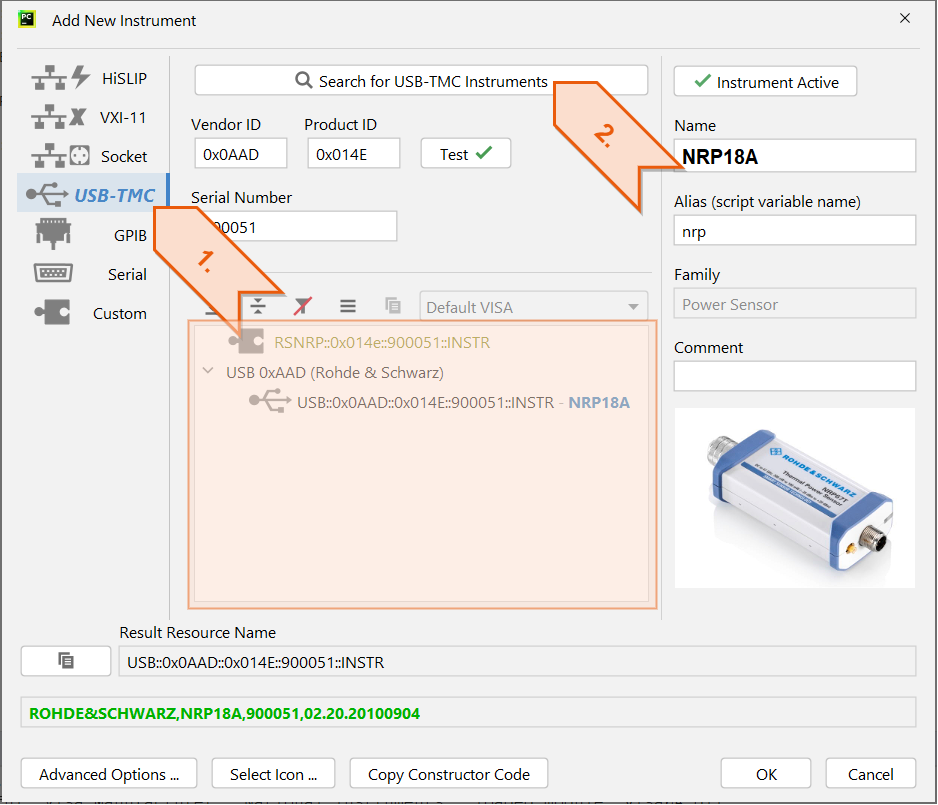 Add New Instrument
HiSLIP
VXI-11
Socket
USB-TMC
GPIB
Serial
Custom
Search for USB-TMC Instruments
Vendor ID
Product ID
0x0AAD
0x014E
Test
Serial Number
00051
1.
2.
Default VISA
RSNRP::0x014e::900051::INSTR
USB 0xAAD (Rohde & Schwarz)
USB::0x0AAD::0x014E::900051::INSTR - NRP18A
Instrument Active
Name
NRP18A
Alias (script variable name)
nrp
Family
Power Sensor
Comment
ROHDE&SCHWARZ
Thermal Power Sensor
NRP67T
Result Resource Name
USB::0x0AAD::0x014E::900051::INSTR
ROHDE&SCHWARZ,NRP18A,900051,02.20.20100904
Advanced Options ...
Select Icon ...
Copy Constructor Code
OK
Cancel